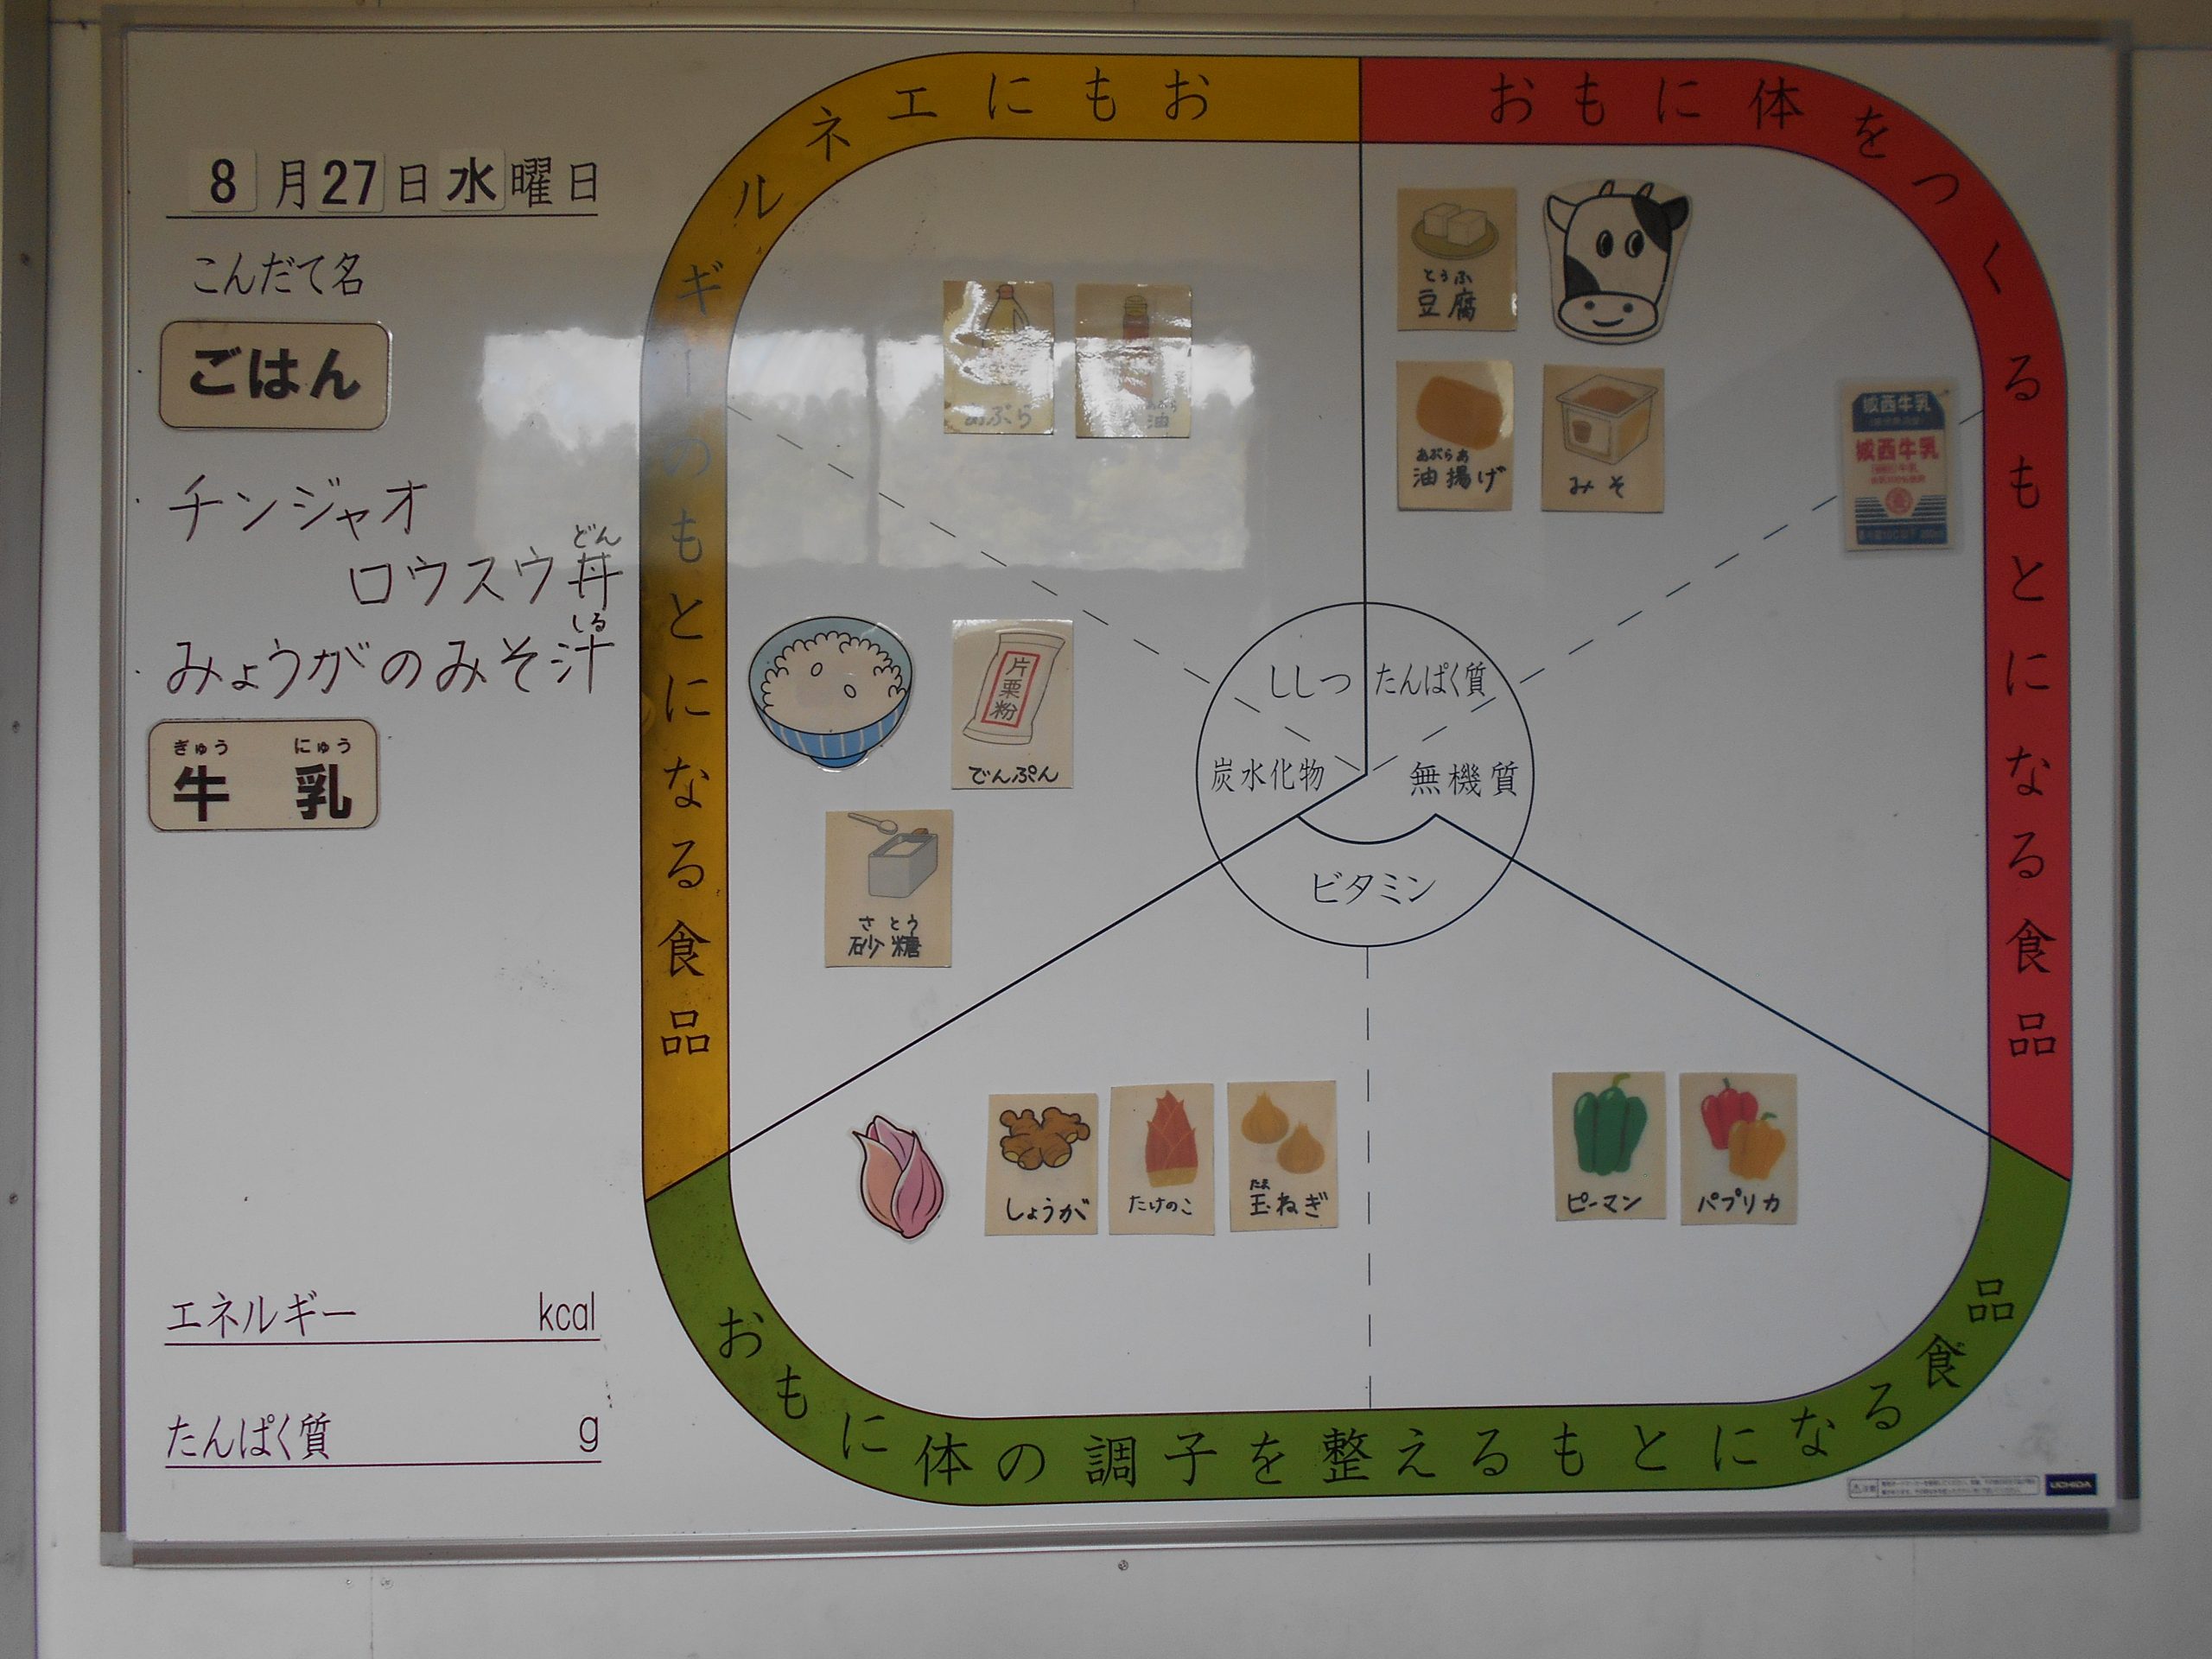 8月27日水曜日
こんだて名
ごはん
チンジャオ
ロウスウ丼
どん
みょうがのみそ汁
しる
ぎゅう にゅう
牛 乳
エネルギー kcal
たんぱく質 g
おもにエネルギーのもとになる食品
おもに体をつくるもとになる食品
おもに体の調子を整えるもとになる食品
ししつ
たんぱく質
炭水化物
無機質
ビタミン
あぶら
油
とうふ
豆腐
あぶらあ
油揚げ
みそ
城西牛乳
城西牛乳
片栗粉
でんぷん
さとう
砂糖
しょうが
たけのこ
たま
玉ねぎ
ピーマン
パプリカ
注意
UCHIDA